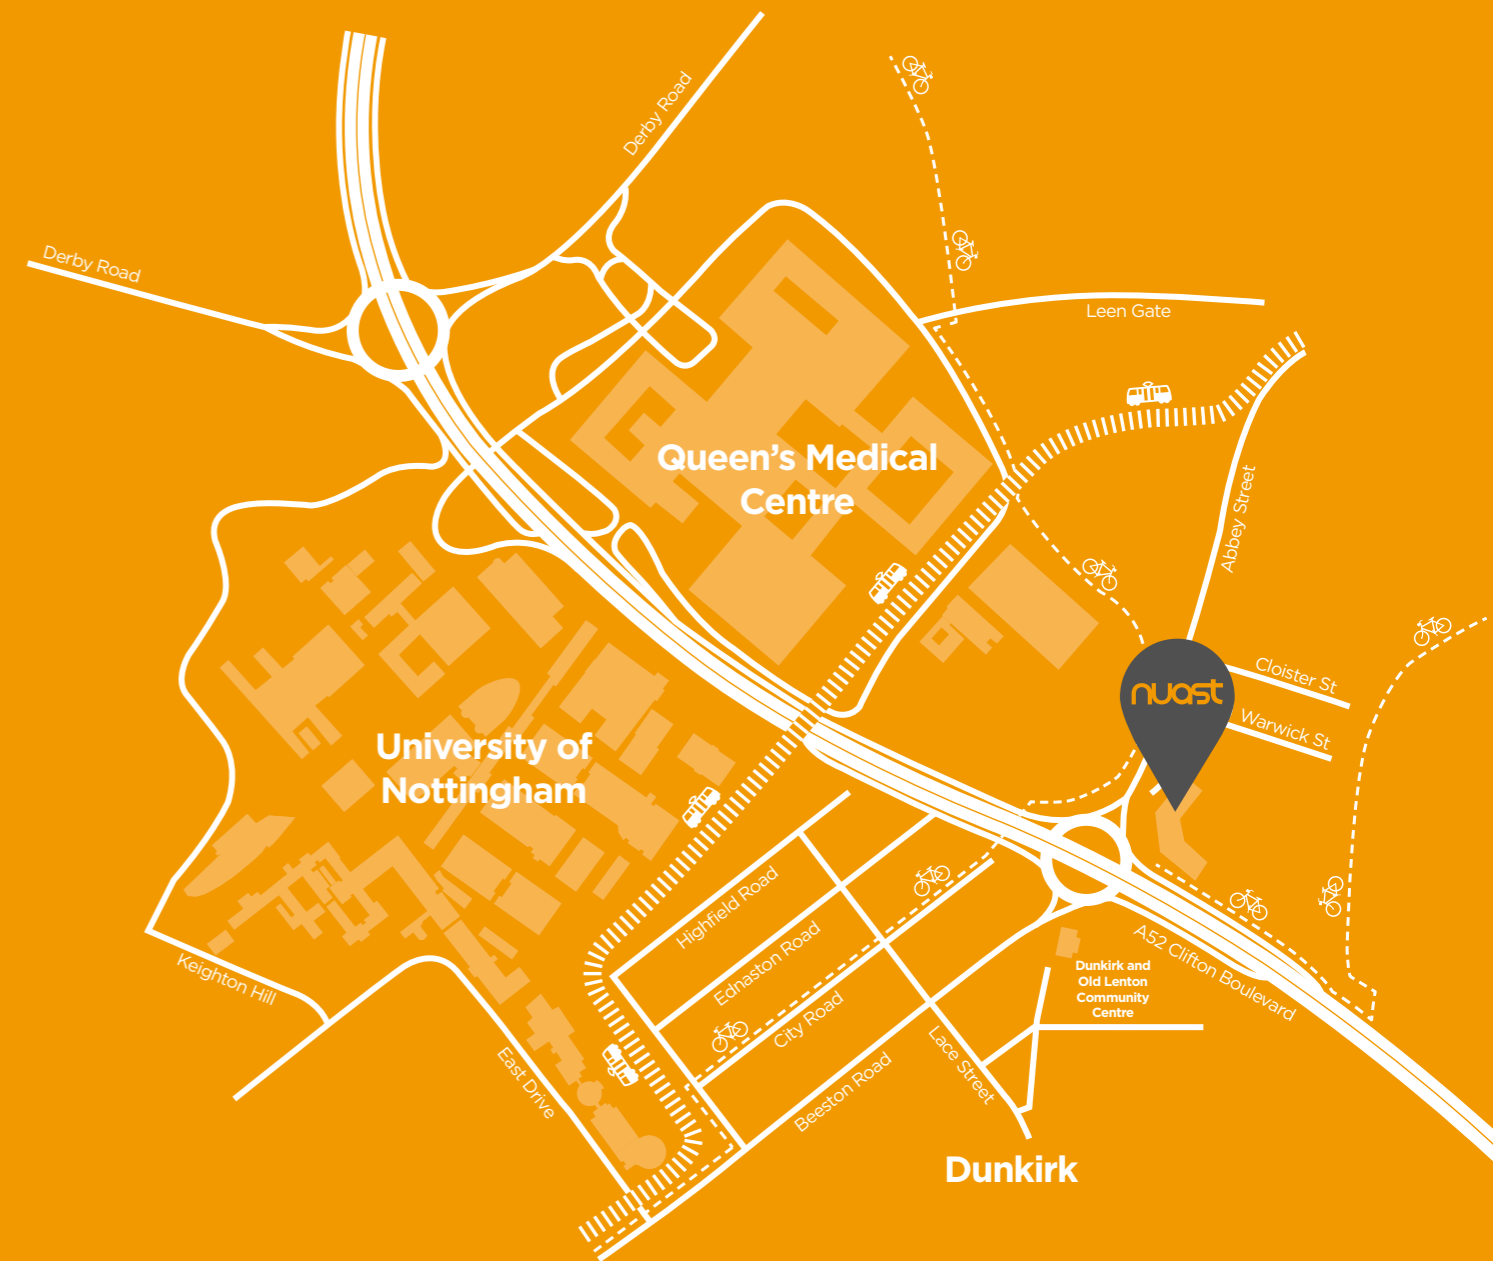 Derby Road
Derby Road
Leen Gate
Queen's Medical
Centre
Abbey Street
Cloister St
nuast
Warwick St
University of
Nottingham
Highfield Road
Ednaston Road
City Road
Beeston Road
Lace Street
A52 Clifton Boulevard
Dunkirk and
Old Lenton
Community
Centre
Keighton Hill
East Drive
Dunkirk